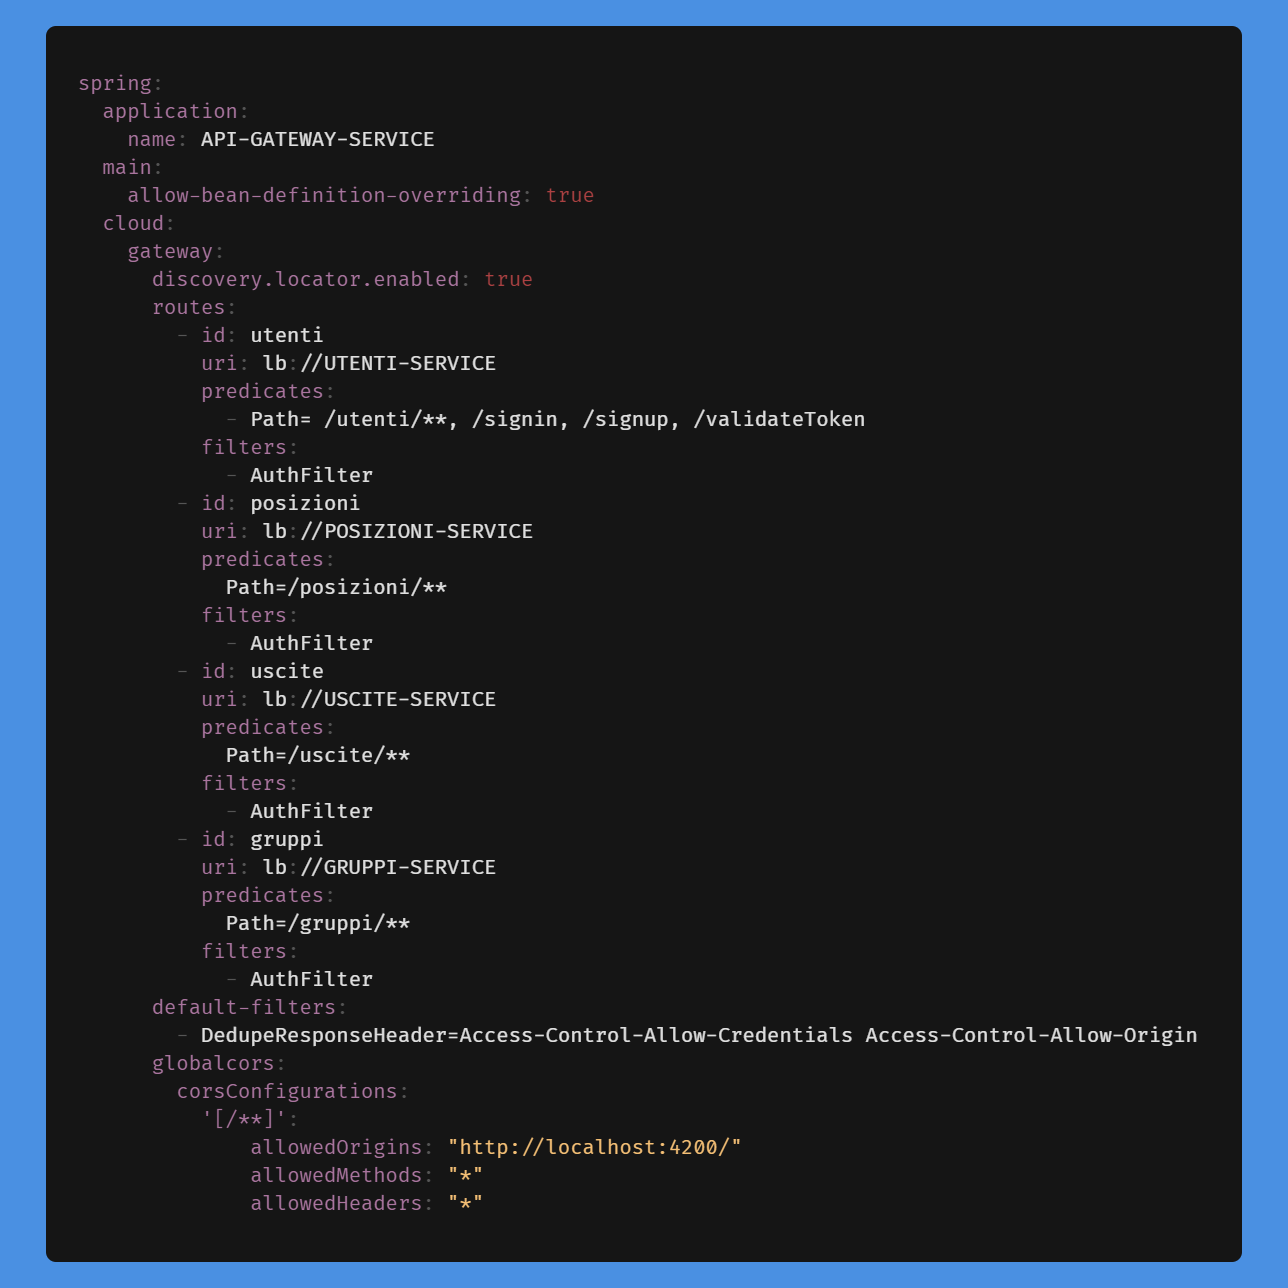 spring:
  application:
    name: API-GATEWAY-SERVICE
  main:
    allow-bean-definition-overriding: true
  cloud:
    gateway:
      discovery.locator.enabled: true
      routes:
        - id: utenti
          uri: lb://UTENTI-SERVICE
          predicates:
            - Path= /utenti/**, /signin, /signup, /validateToken
          filters:
            - AuthFilter
        - id: posizioni
          uri: lb://POSIZIONI-SERVICE
          predicates:
            Path=/posizioni/**
          filters:
            - AuthFilter
        - id: uscite
          uri: lb://USCITE-SERVICE
          predicates:
            Path=/uscite/**
          filters:
            - AuthFilter
        - id: gruppi
          uri: lb://GRUPPI-SERVICE
          predicates:
            Path=/gruppi/**
          filters:
            - AuthFilter
      default-filters:
        - DedupeResponseHeader=Access-Control-Allow-Credentials Access-Control-Allow-Origin
      globalcors:
        corsConfigurations:
          '[/**]':
              allowedOrigins: "http://localhost:4200/"
              allowedMethods: "*"
              allowedHeaders: "*"